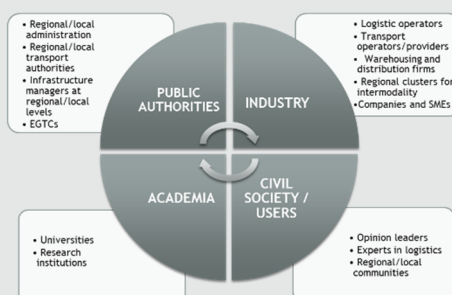 • Regional/local
administration
• Regional/local
transport
authorities
• Infrastructure
managers at
regional/local
levels
• EGTCs
• Logistic operators
• Transport
operators/providers
• Warehousing and
distribution firms
• Regional clusters for
intermodality
•Companies and SMEs
PUBLIC
AUTHORITIES
INDUSTRY
ACADEMIA
CIVIL
SOCIETY /
USERS
• Universities
• Research
institutions
• Opinion leaders
• Experts in logistics
• Regional/local
communities